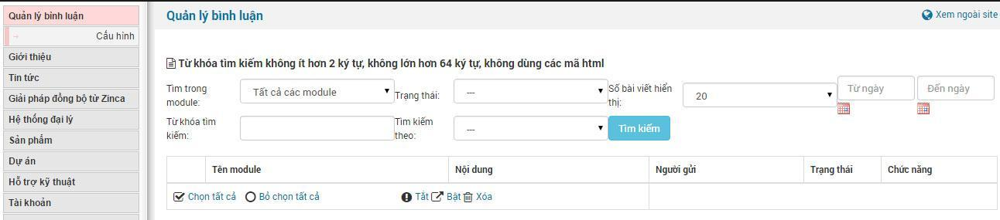 Quản lý bình luận
Cấu hình
Giới thiệu
Tin tức
Giải pháp đồng bộ từ Zinca
Hệ thống đại lý
Sản phẩm
Dự án
Hỗ trợ kỹ thuật
Tài khoản
Quản lý bình luận
Xem ngoài site
Từ khóa tìm kiếm không ít hơn 2 ký tự, không lớn hơn 64 ký tự, không dùng các mã html
Tìm trong module:
Tất cả các module
Trạng thái:
---
Số bài viết hiển thị:
20
Từ ngày
Đến ngày
Từ khóa tìm kiếm:
Tìm kiếm theo:
---
Tìm kiếm
Tên module
Nội dung
Người gửi
Trạng thái
Chức năng
Chọn tất cả
Bỏ chọn tất cả
Tắt
Bật
Xóa